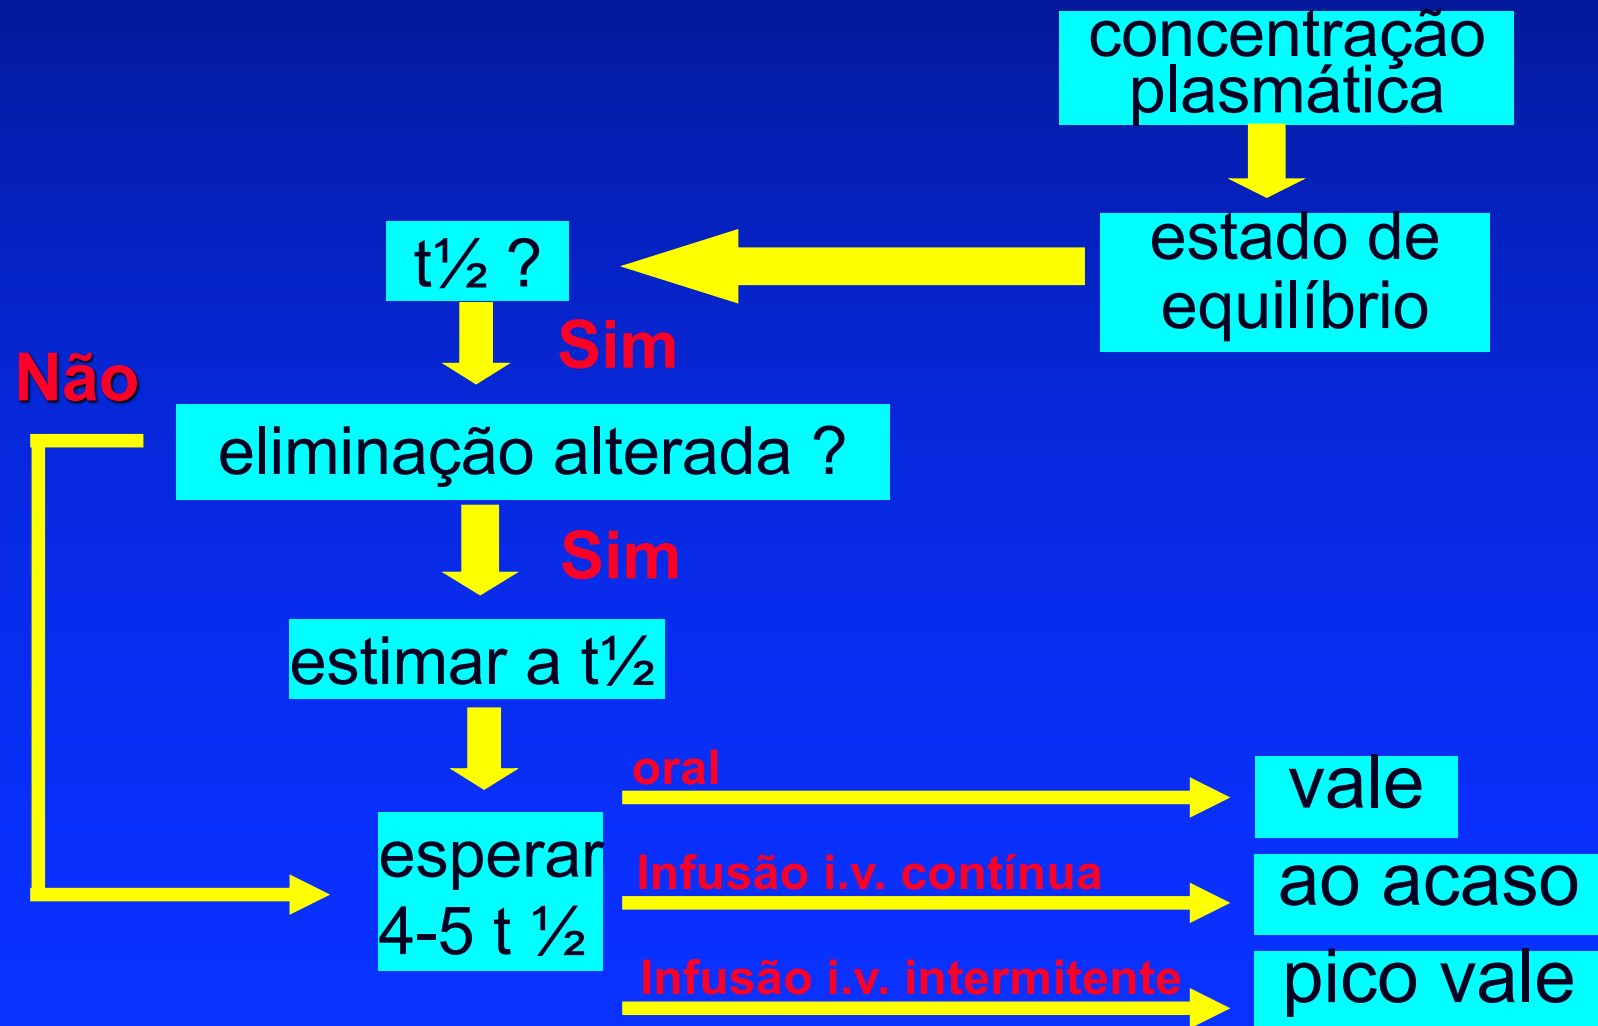 concentração
plasmática
estado de
equilíbrio
t½ ?
Sim
Não
eliminação alterada ?
Sim
estimar a t½
esperar
4-5 t ½
oral
vale
Infusão i.v. contínua
ao acaso
Infusão i.v. intermitente
pico vale